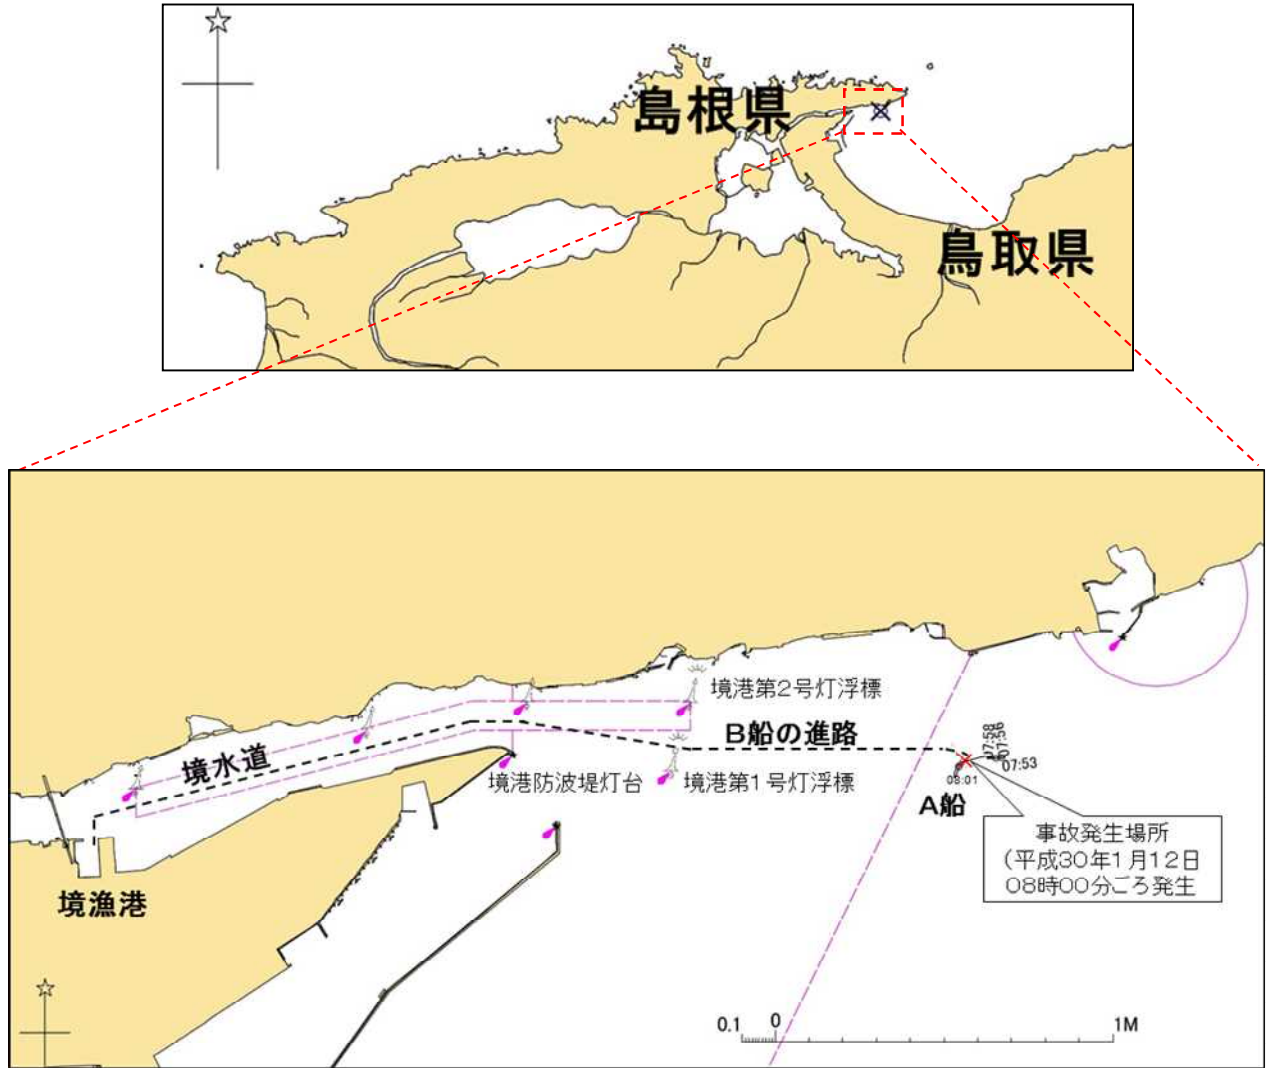 島根県
鳥取県
境港第2号灯浮標
B船の進路
07:58
07:56
07:53
境水道
境港防波堤灯台
境港第1号灯浮標
08:01
A船
事故発生場所
(平成30年1月12日
08時00分ごろ発生
境漁港
0.1 0 1M